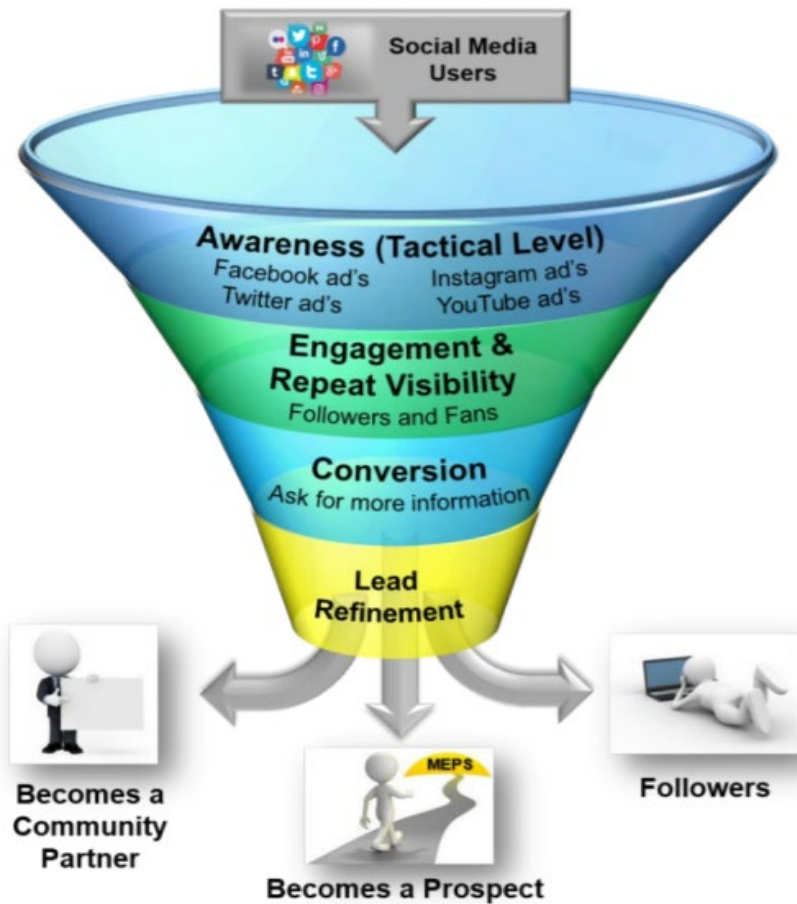 Social Media
Users
Awareness (Tactical Level)
Facebook ad's Instagram ad's
Twitter ad's YouTube ad's
Engagement &
Repeat Visibility
Followers and Fans
Conversion
Ask for more information
Lead
Refinement
Becomes a
Community
Partner
MEPS
Becomes a Prospect
Followers